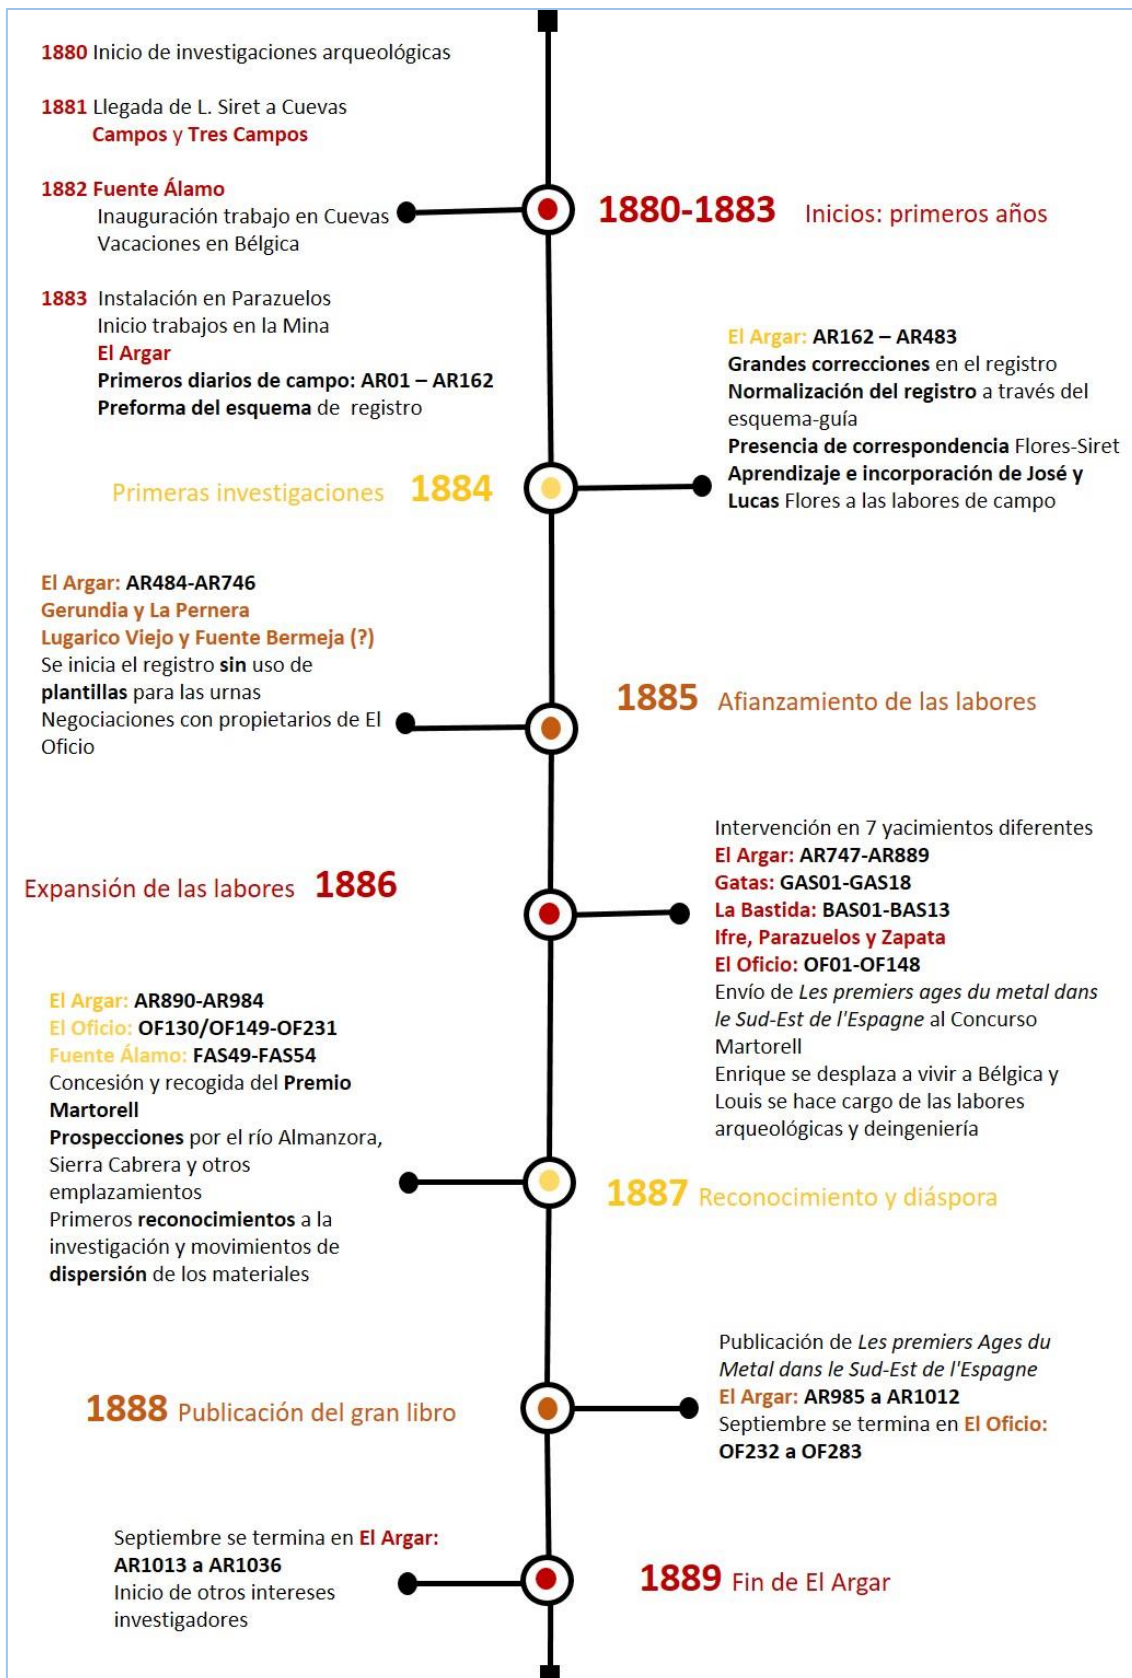 1880 Inicio de investigaciones arqueológicas
1881 Llegada de L. Siret a Cuevas
Campos y Tres Campos
1882 Fuente Álamo
Inauguración trabajo en Cuevas
Vacaciones en Bélgica
1883 Instalación en Parazuelos
Inicio trabajos en la Mina
El Argar
Primeros diarios de campo: AR01 – AR162
Preforma del esquema de registro
1880-1883 Inicios: primeros años
El Argar: AR162 – AR483
Grandes correcciones en el registro
Normalización del registro a través del
esquema-guía
Presencia de correspondencia Flores-Siret
Aprendizaje e incorporación de José y
Lucas Flores a las labores de campo
Primeras investigaciones 1884
El Argar: AR484-AR746
Gerundia y La Pernera
Lugarico Viejo y Fuente Bermeja (?)
Se inicia el registro sin uso de
plantillas para las urnas
Negociaciones con propietarios de El
Oficio
1885 Afianzamiento de las labores
Intervención en 7 yacimientos diferentes
El Argar: AR747-AR889
Gatas: GAS01-GAS18
La Bastida: BAS01-BAS13
Ifre, Parazuelos y Zapata
El Oficio: OF01-OF148
Envío de Les premiers ages du metal dans
le Sud-Est de l'Espagne al Concurso
Martorell
Enrique se desplaza a vivir a Bélgica y
Louis se hace cargo de las labores
arqueológicas y deingeniería
Expansión de las labores 1886
El Argar: AR890-AR984
El Oficio: OF130/OF149-OF231
Fuente Álamo: FAS49-FAS54
Concesión y recogida del Premio
Martorell
Prospecciones por el río Almanzora,
Sierra Cabrera y otros
emplazamientos
Primeros reconocimientos a la
investigación y movimientos de
dispersión de los materiales
1887 Reconocimiento y diáspora
Publicación de Les premiers Ages du
Metal dans le Sud-Est de l'Espagne
El Argar: AR985 a AR1012
Septiembre se termina en El Oficio:
OF232 a OF283
1888 Publicación del gran libro
Septiembre se termina en El Argar:
AR1013 a AR1036
Inicio de otros intereses
investigadores
1889 Fin de El Argar